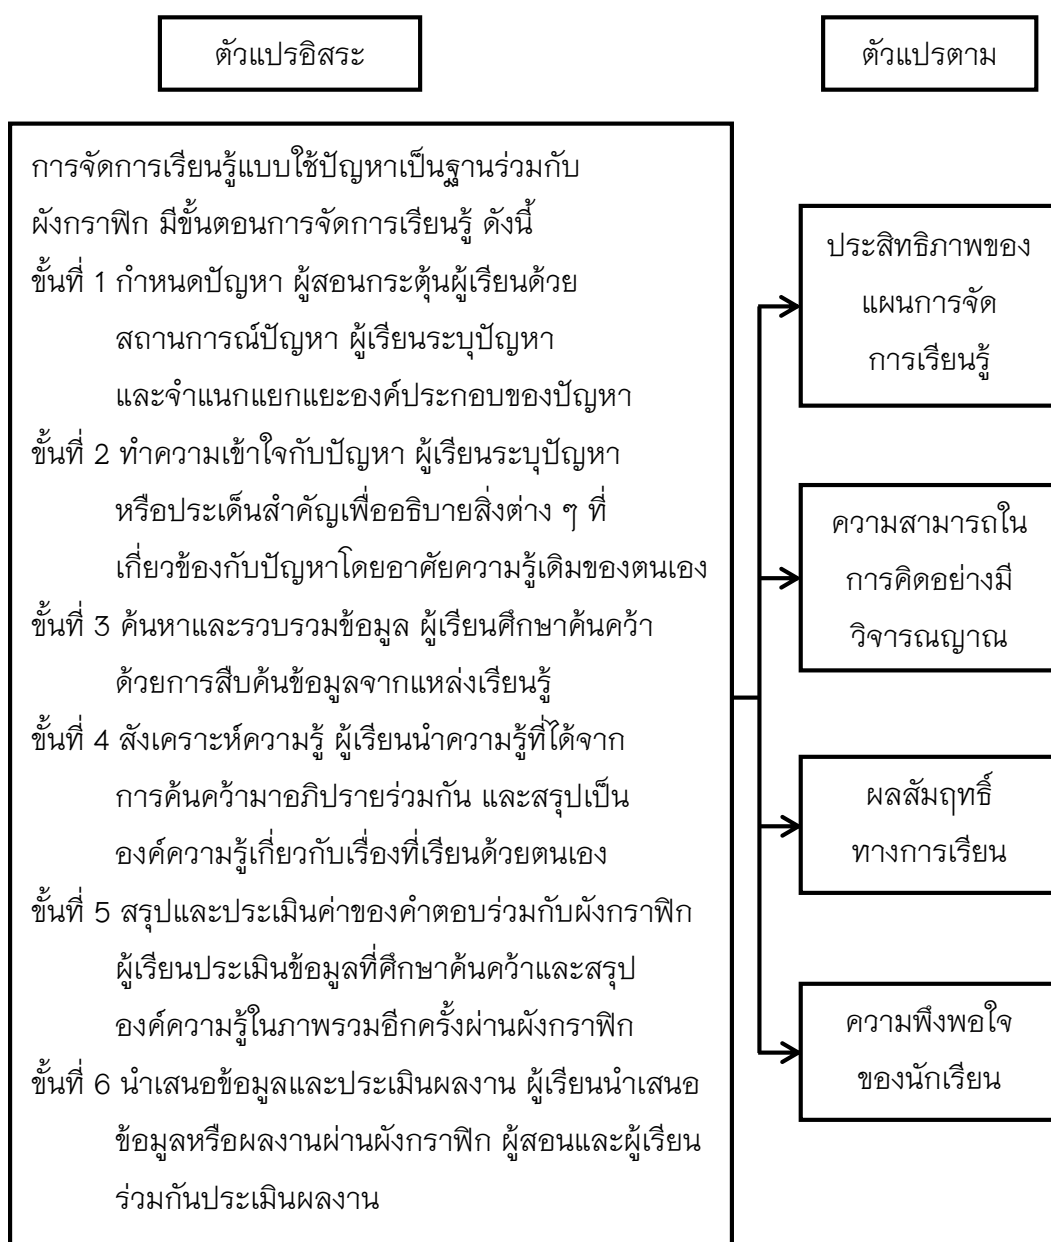 ตัวแปรอิสระ
ตัวแปรตาม
การจัดการเรียนรู้แบบใช้ปัญหาเป็นฐานร่วมกับ
ผังกราฟิก มีขั้นตอนการจัดการเรียนรู้ ดังนี้
ขั้นที่ 1 กำหนดปัญหา ผู้สอนกระตุ้นผู้เรียนด้วย
สถานการณ์ปัญหา ผู้เรียนระบุปัญหา
และจำแนกแยกแยะองค์ประกอบของปัญหา
ขั้นที่ 2 ทำความเข้าใจกับปัญหา ผู้เรียนระบุปัญหา
หรือประเด็นสำคัญเพื่ออธิบายสิ่งต่าง ๆ ที่
เกี่ยวข้องกับปัญหาโดยอาศัยความรู้เดิมของตนเอง
ขั้นที่ 3 ค้นหาและรวบรวมข้อมูล ผู้เรียนศึกษาค้นคว้า
ด้วยการสืบค้นข้อมูลจากแหล่งเรียนรู้
ขั้นที่ 4 สังเคราะห์ความรู้ ผู้เรียนนำความรู้ที่ได้จาก
การค้นคว้ามาอภิปรายร่วมกัน และสรุปเป็น
องค์ความรู้เกี่ยวกับเรื่องที่เรียนด้วยตนเอง
ขั้นที่ 5 สรุปและประเมินค่าของคำตอบร่วมกับผังกราฟิก
ผู้เรียนประเมินข้อมูลที่ศึกษาค้นคว้าและสรุป
องค์ความรู้ในภาพรวมอีกครั้งผ่านผังกราฟิก
ขั้นที่ 6 นำเสนอข้อมูลและประเมินผลงาน ผู้เรียนนำเสนอ
ข้อมูลหรือผลงานผ่านผังกราฟิก ผู้สอนและผู้เรียน
ร่วมกันประเมินผลงาน
ประสิทธิภาพของ
แผนการจัด
การเรียนรู้
ความสามารถใน
การคิดอย่างมี
วิจารณญาณ
ผลสัมฤทธิ์
ทางการเรียน
ความพึงพอใจ
ของนักเรียน